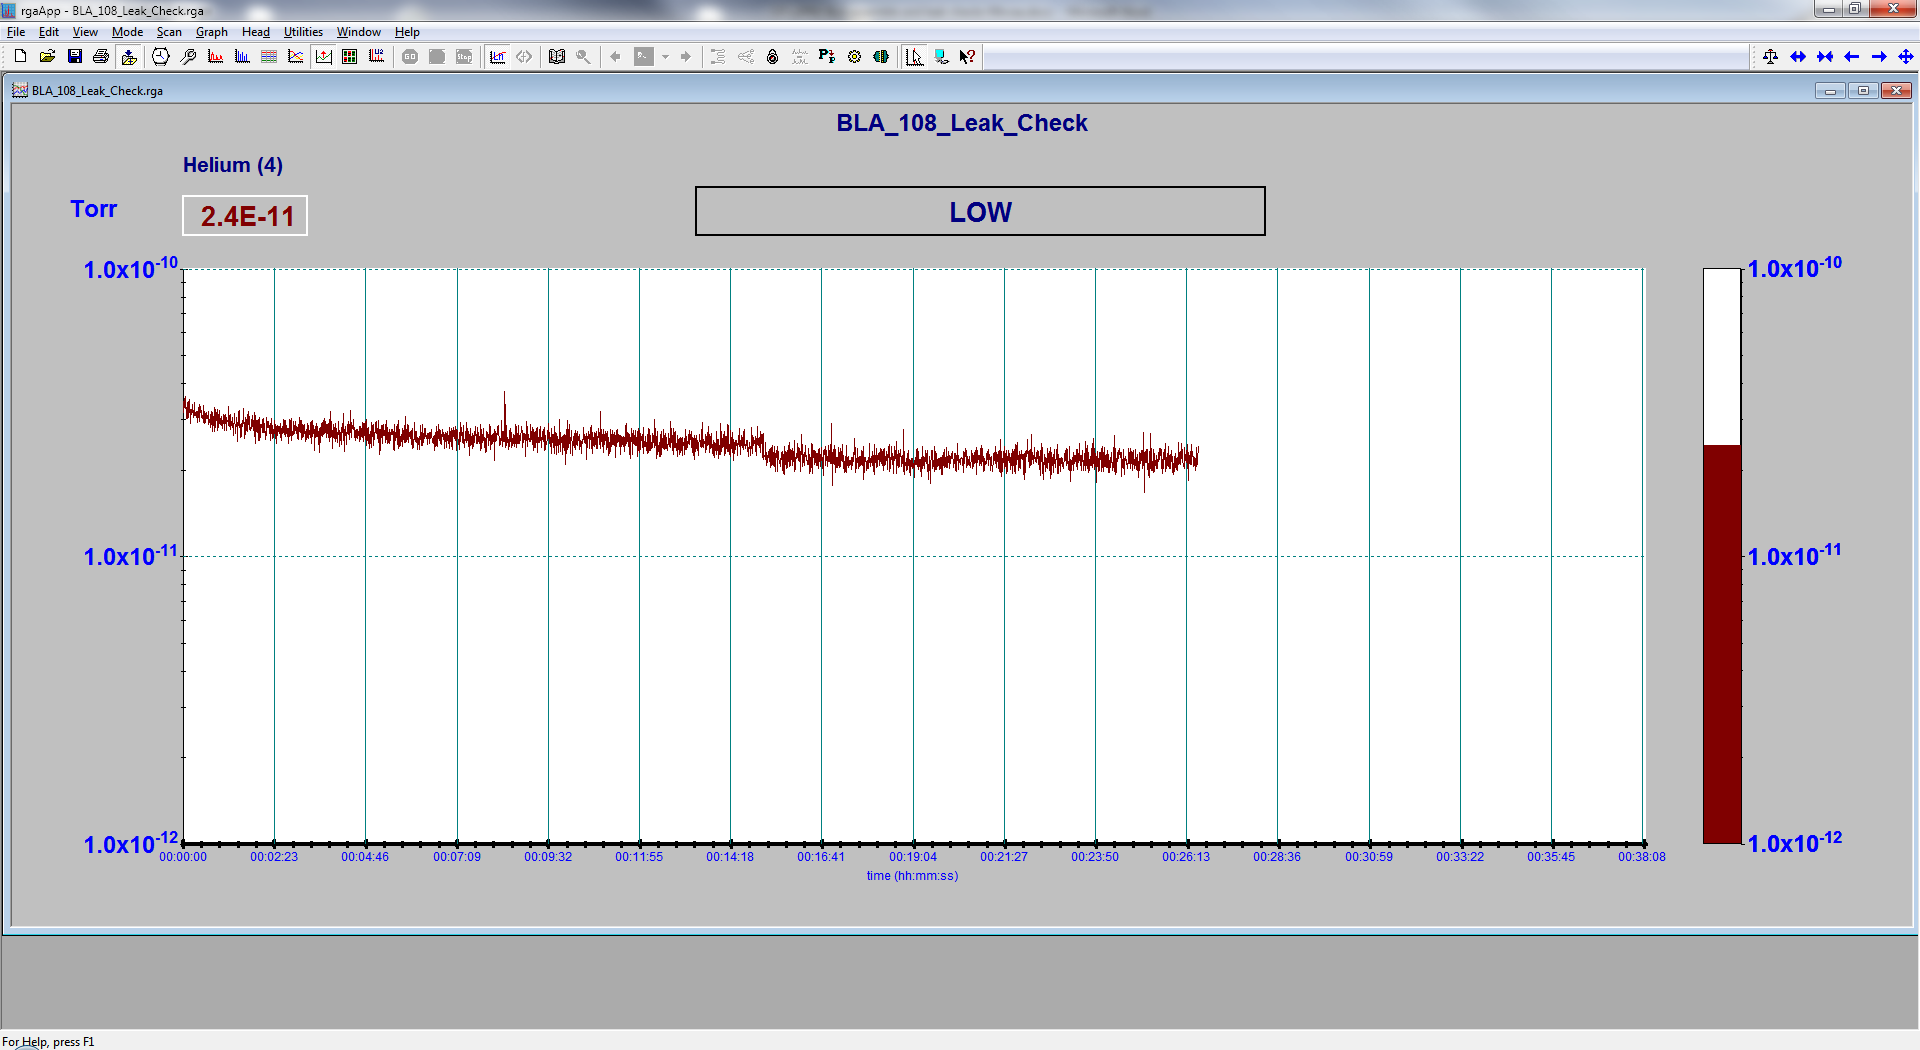 rgaApp - BLA_108_Leak_Check.rga
File Edit View Mode Scan Graph Head Utilities Window Help
BLA_108_Leak_Check.rga
BLA_108_Leak_Check
Helium (4)
Torr
2.4E-11
LOW
1.0x10-10
1.0x10-10
1.0x10-11
1.0x10-11
1.0x10-12
1.0x10-12
00:00:00 00:02:23 00:04:46 00:07:09 00:09:32 00:11:55 00:14:18 00:16:41 00:19:04 00:21:27 00:23:50 00:26:13 00:28:36 00:30:59 00:33:22 00:35:45 00:38:08
time (hh:mm:ss)
For Help, press F1